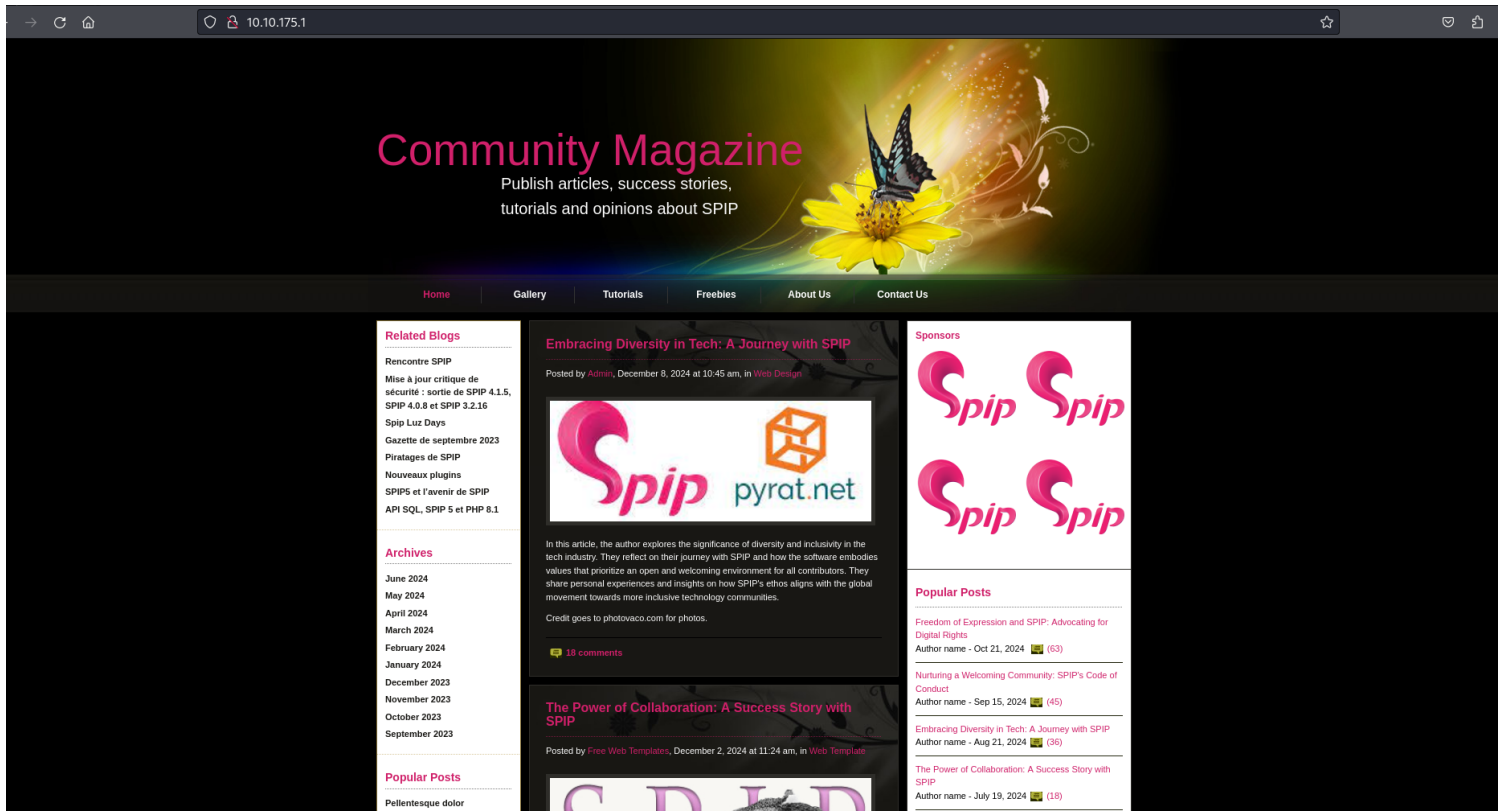 10.10.175.1
Community Magazine
Publish articles, success stories,
tutorials and opinions about SPIP
Home
Gallery
Tutorials
Freebies
About Us
Contact Us
Related Blogs
Rencontre SPIP
Mise à jour critique de
sécurité : sortie de SPIP 4.1.5,
SPIP 4.0.8 et SPIP 3.2.16
Spip Luz Days
Gazette de septembre 2023
Piratages de SPIP
Nouveaux plugins
SPIP5 et l'avenir de SPIP
API SQL, SPIP 5 et PHP 8.1
Archives
June 2024
May 2024
April 2024
March 2024
February 2024
January 2024
December 2023
November 2023
October 2023
September 2023
Popular Posts
Pellentesque dolor
Embracing Diversity in Tech: A Journey with SPIP
Posted by Admin, December 8, 2024 at 10:45 am, in Web Design
Spip
pyrat.net
In this article, the author explores the significance of diversity and inclusivity in the
tech industry. They reflect on their journey with SPIP and how the software embodies
values that prioritize an open and welcoming environment for all contributors. They
share personal experiences and insights on how SPIP's ethos aligns with the global
movement towards more inclusive technology communities.
Credit goes to photovaco.com for photos.
18 comments
The Power of Collaboration: A Success Story with
SPIP
Posted by Free Web Templates, December 2, 2024 at 11:24 am, in Web Template
SPIP
Sponsors
Spip
Spip
Spip
Spip
Popular Posts
Freedom of Expression and SPIP: Advocating for
Digital Rights
Author name - Oct 21, 2024 (63)
Nurturing a Welcoming Community: SPIP's Code of
Conduct
Author name - Sep 15, 2024 (45)
Embracing Diversity in Tech: A Journey with SPIP
Author name - Aug 21, 2024 (36)
The Power of Collaboration: A Success Story with
SPIP
Author name - July 19, 2024 (18)